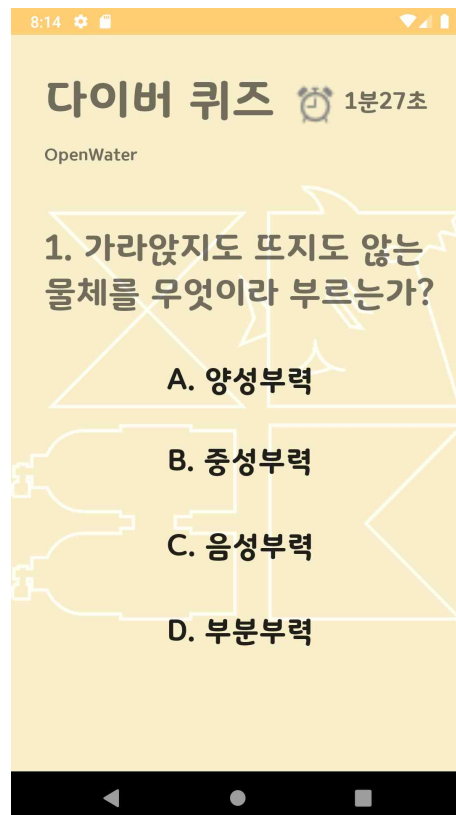 8:14
다이버 퀴즈 1분27초
OpenWater
1. 가라앉지도 뜨지도 않는
물체를 무엇이라 부르는가?
A. 양성부력
B. 중성부력
C. 음성부력
D. 부분부력